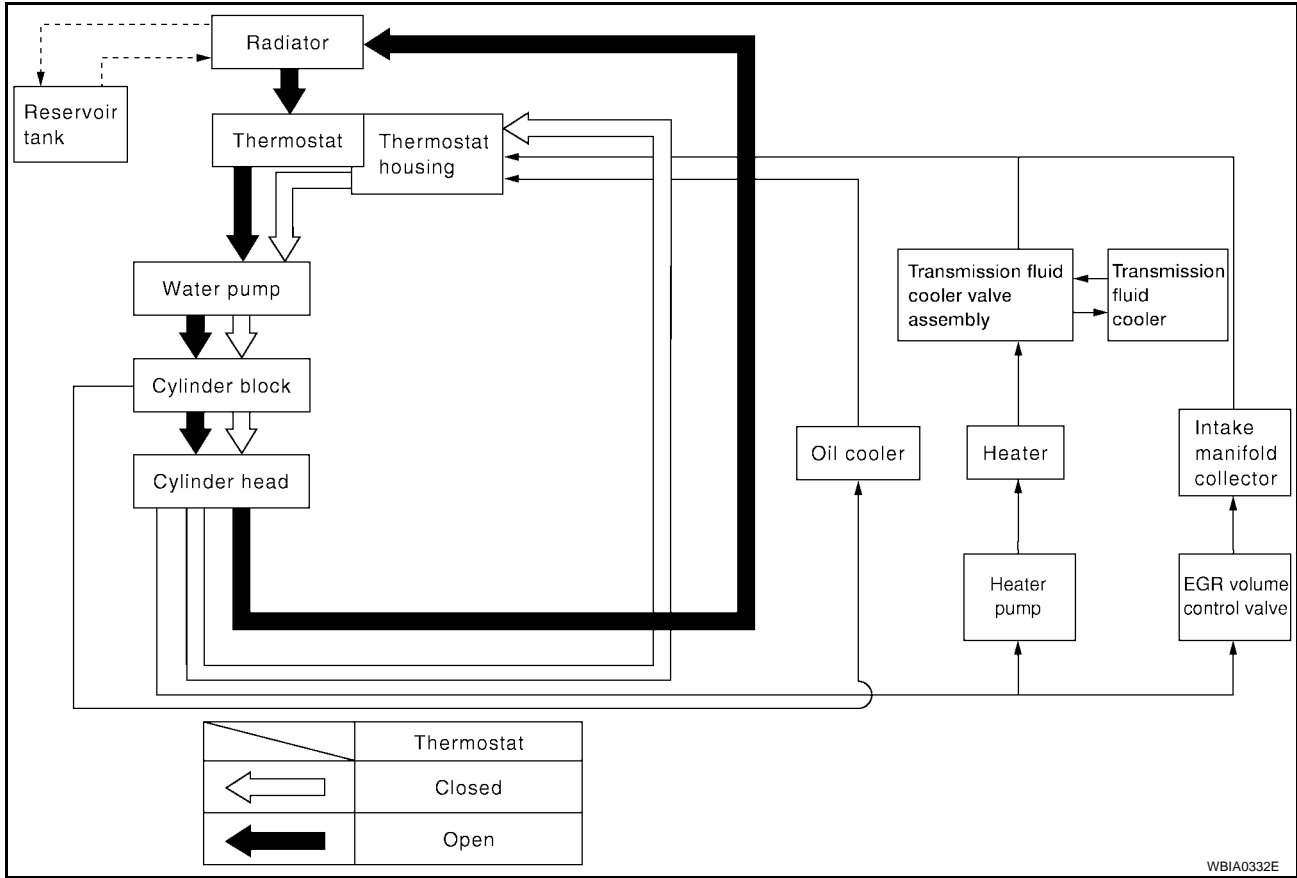 Radiator
Reservoir
tank
Thermostat
Thermostat
housing
Water pump
Transmission fluid
cooler valve
assembly
Transmission
fluid
cooler
Cylinder block
Intake
manifold
collector
Oil cooler
Heater
Cylinder head
Heater
pump
EGR volume
control valve
Thermostat
Closed
Open
WBIA0332E